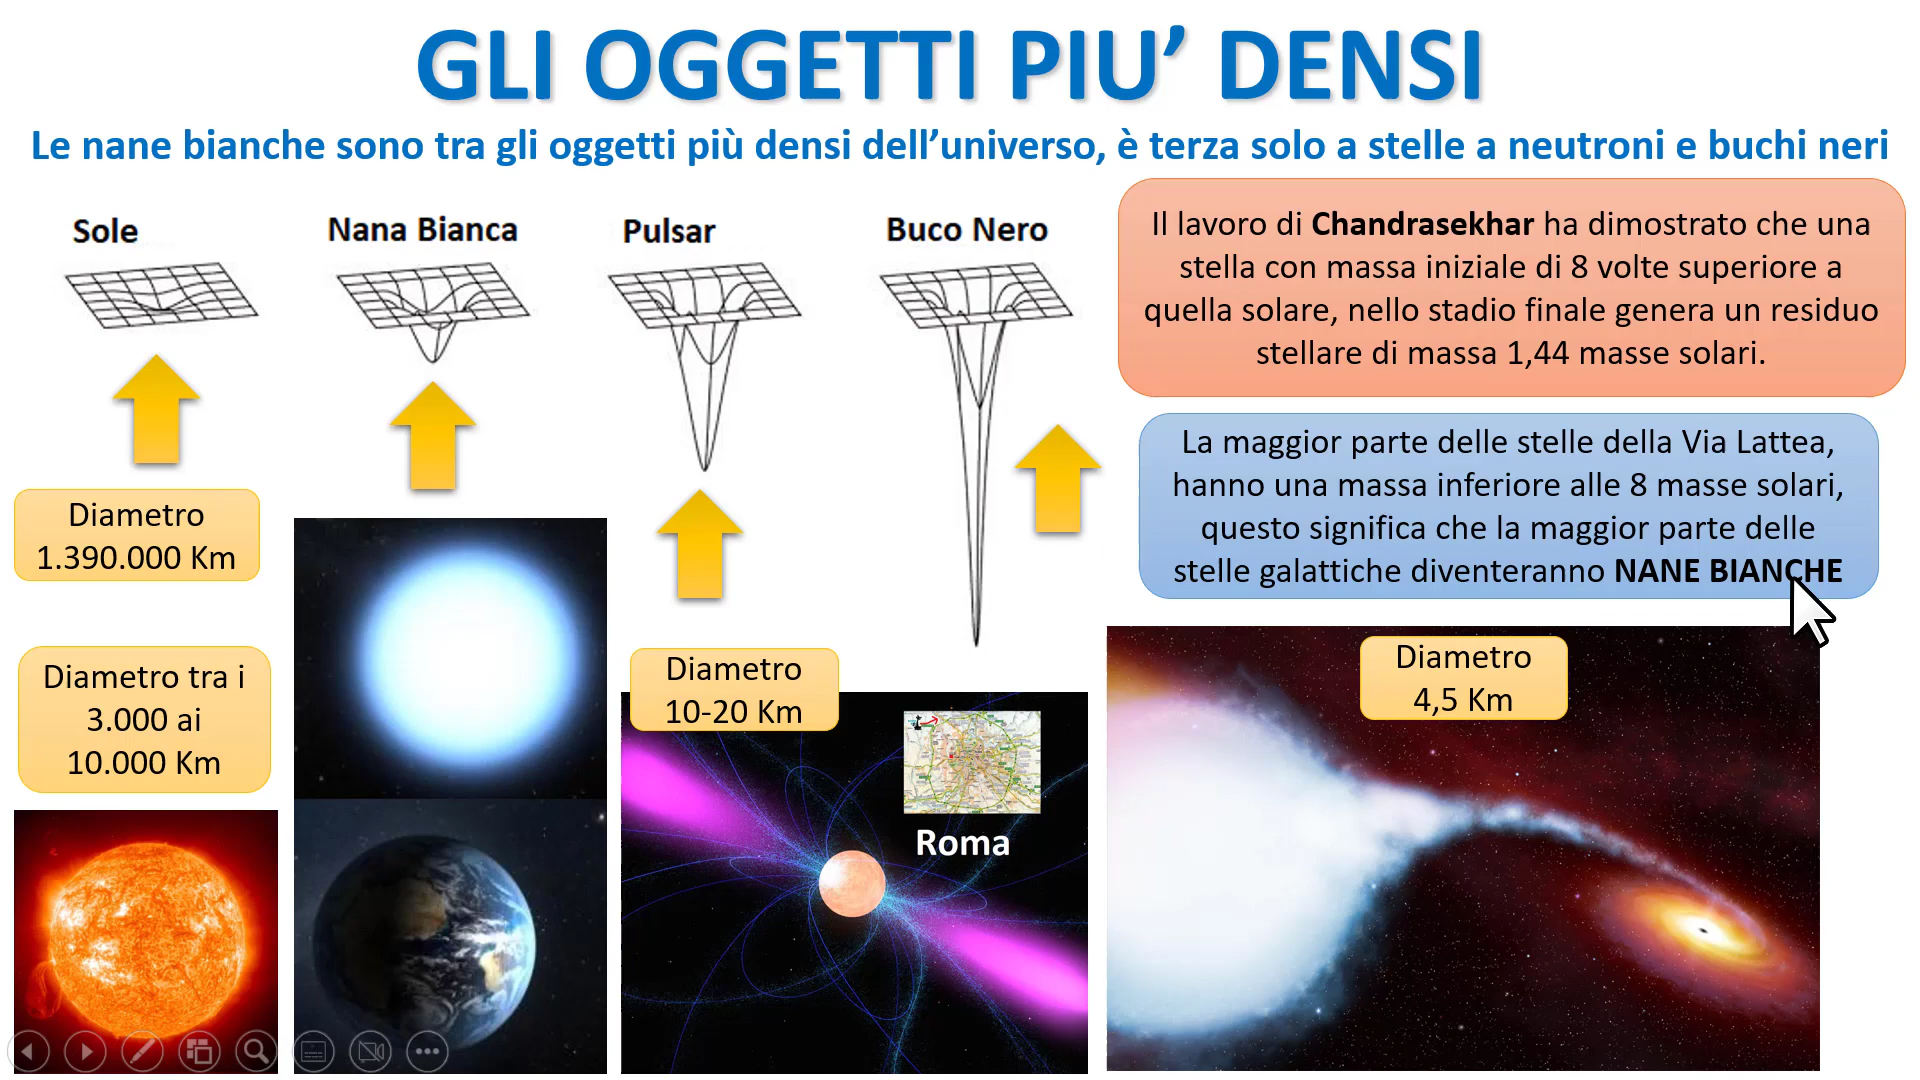 GLI OGGETTI PIU’ DENSI
Le nane bianche sono tra gli oggetti più densi dell’universo, è terza solo a stelle a neutroni e buchi neri
Sole
Nana Bianca
Pulsar
Buco Nero
Il lavoro di Chandrasekhar ha dimostrato che una
stella con massa iniziale di 8 volte superiore a
quella solare, nello stadio finale genera un residuo
stellare di massa 1,44 masse solari.
La maggior parte delle stelle della Via Lattea,
hanno una massa inferiore alle 8 masse solari,
questo significa che la maggior parte delle
stelle galattiche diventeranno NANE BIANCHE
Diametro
1.390.000 Km
Diametro tra i
3.000 ai
10.000 Km
Diametro
10-20 Km
Roma
Diametro
4,5 Km